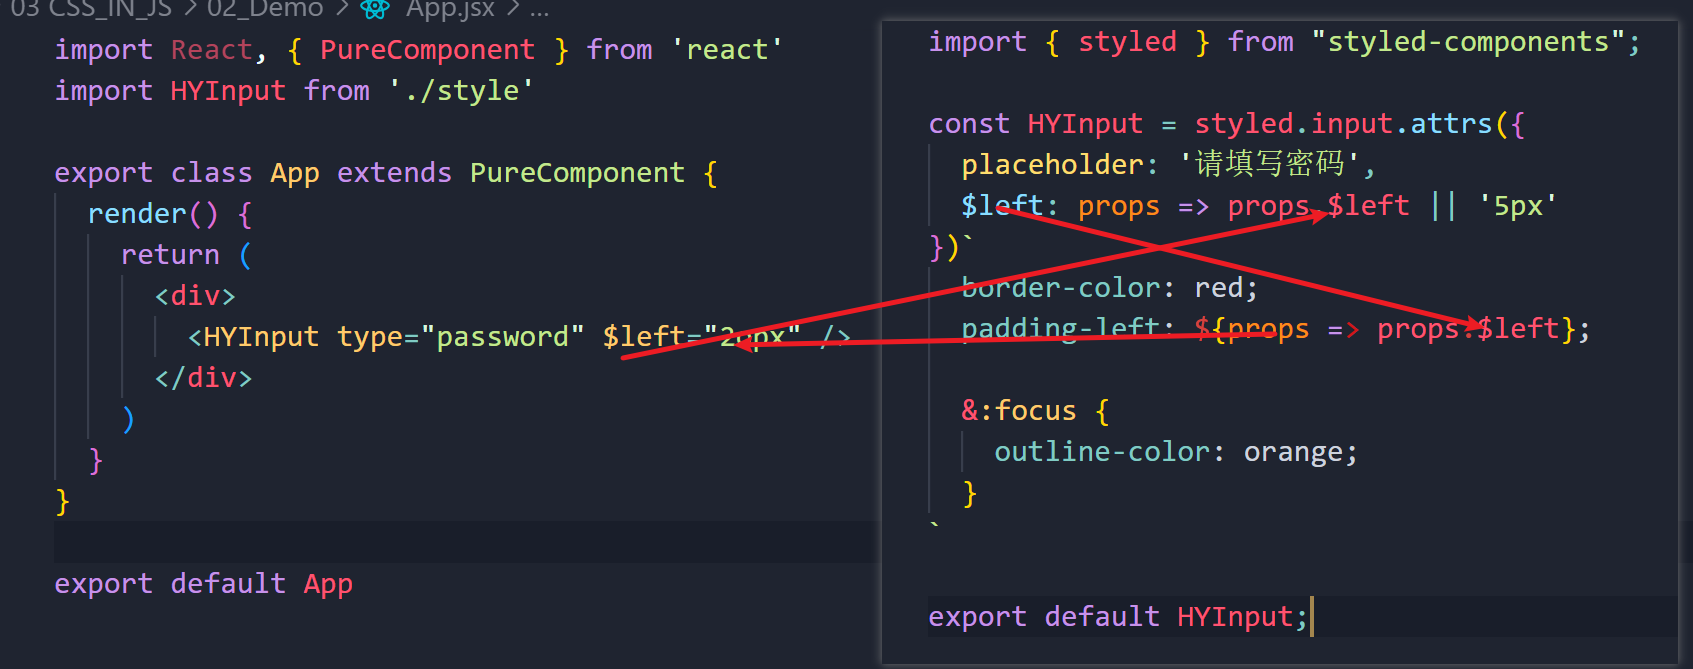 03 CSS_IN_JS > 02_Demo > App.jsx > ...
import React, { PureComponent } from 'react'
import HYInput from './style'
export class App extends PureComponent {
render() {
return (
<div>
<HYInput type="password" $left="20px" />
</div>
)
}
}
export default App
import { styled } from "styled-components";
const HYInput = styled.input.attrs({
placeholder: '请填写密码',
$left: props => props.$left || '5px'
})`
border-color: red;
padding-left: ${props => props.$left};
&:focus {
outline-color: orange;
}
`
export default HYInput;